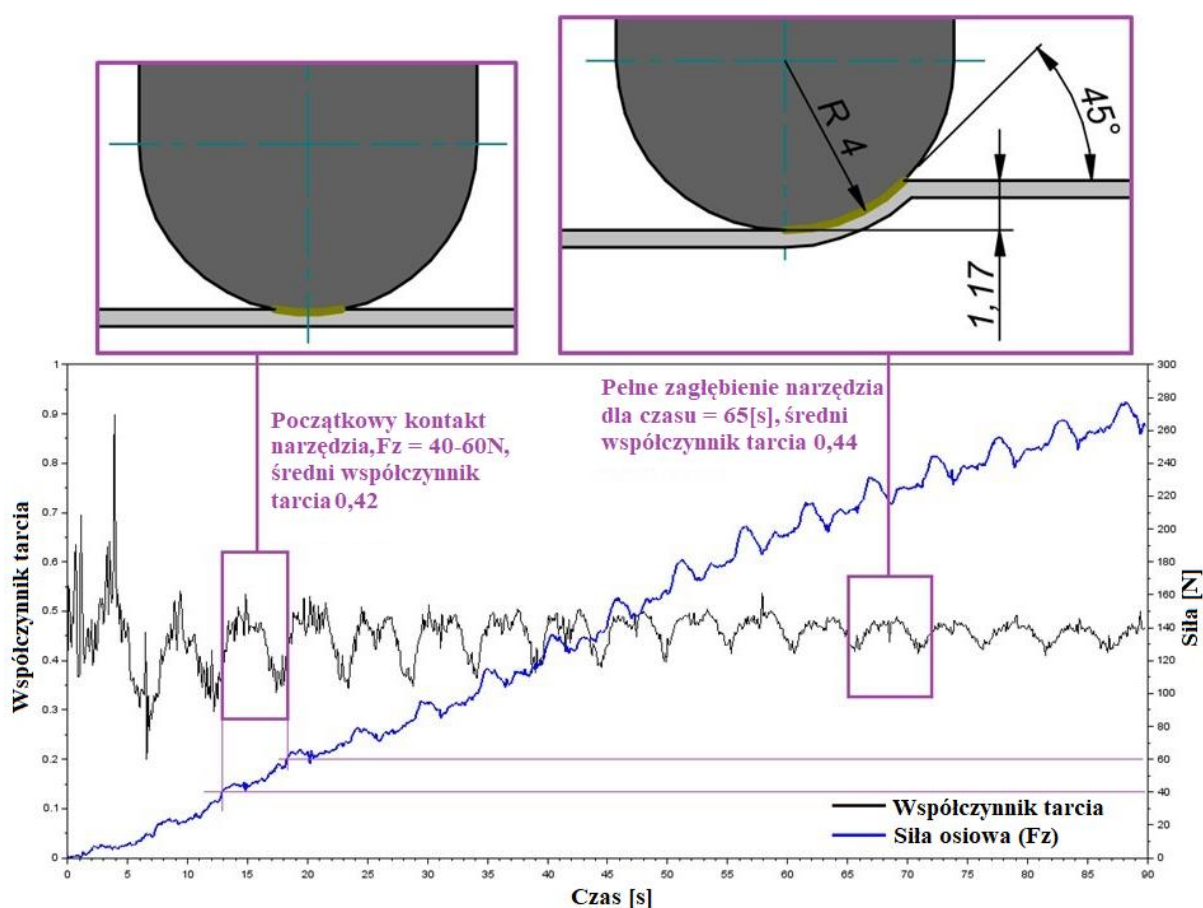 R 4
45°
1,17
Początkowy kontakt
narzędzia,Fz = 40-60N,
średni współczynnik
tarcia 0,42
Pełne zagłębienie narzędzia
dla czasu = 65[s], średni
współczynnik tarcia 0,44
Współczynnik tarcia
1
0.9
0.8
0.7
0.6
0.5
0.4
0.3
0.2
0.1
0
300
280
260
240
220
200
180
160
140
120
100
80
60
40
20
0
Siła [N]
Współczynnik tarcia
Siła osiowa (Fz)
0 5 10 15 20 25 30 35 40 45 50 55 60 65 70 75 80 85 90
Czas [s]